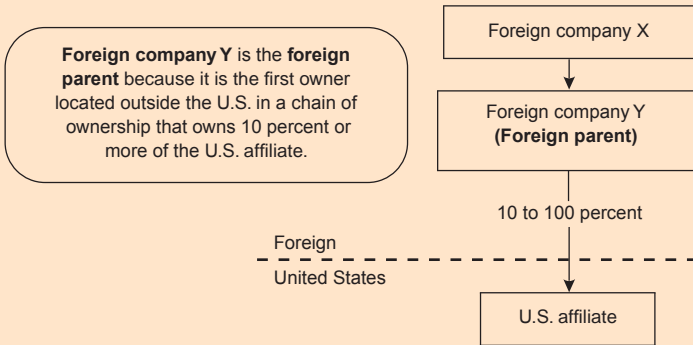 Foreign company Y is the foreign
parent because it is the first owner
located outside the U.S. in a chain of
ownership that owns 10 percent or
more of the U.S. affiliate.
Foreign company X
Foreign company Y
(Foreign parent)
10 to 100 percent
Foreign
United States
U.S. affiliate